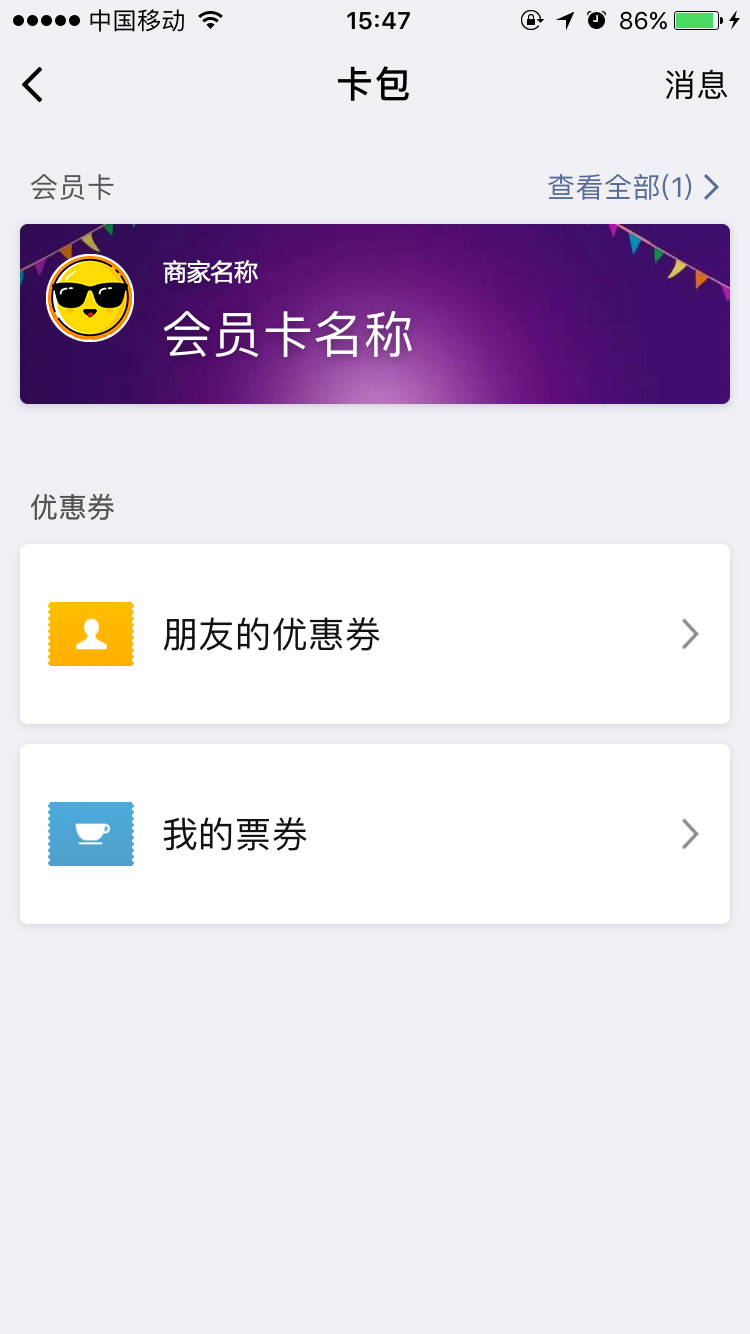 中国移动
15:47
86%
卡包
消息
会员卡
查看全部(1)
商家名称
会员卡名称
优惠券
朋友的优惠券
我的票券